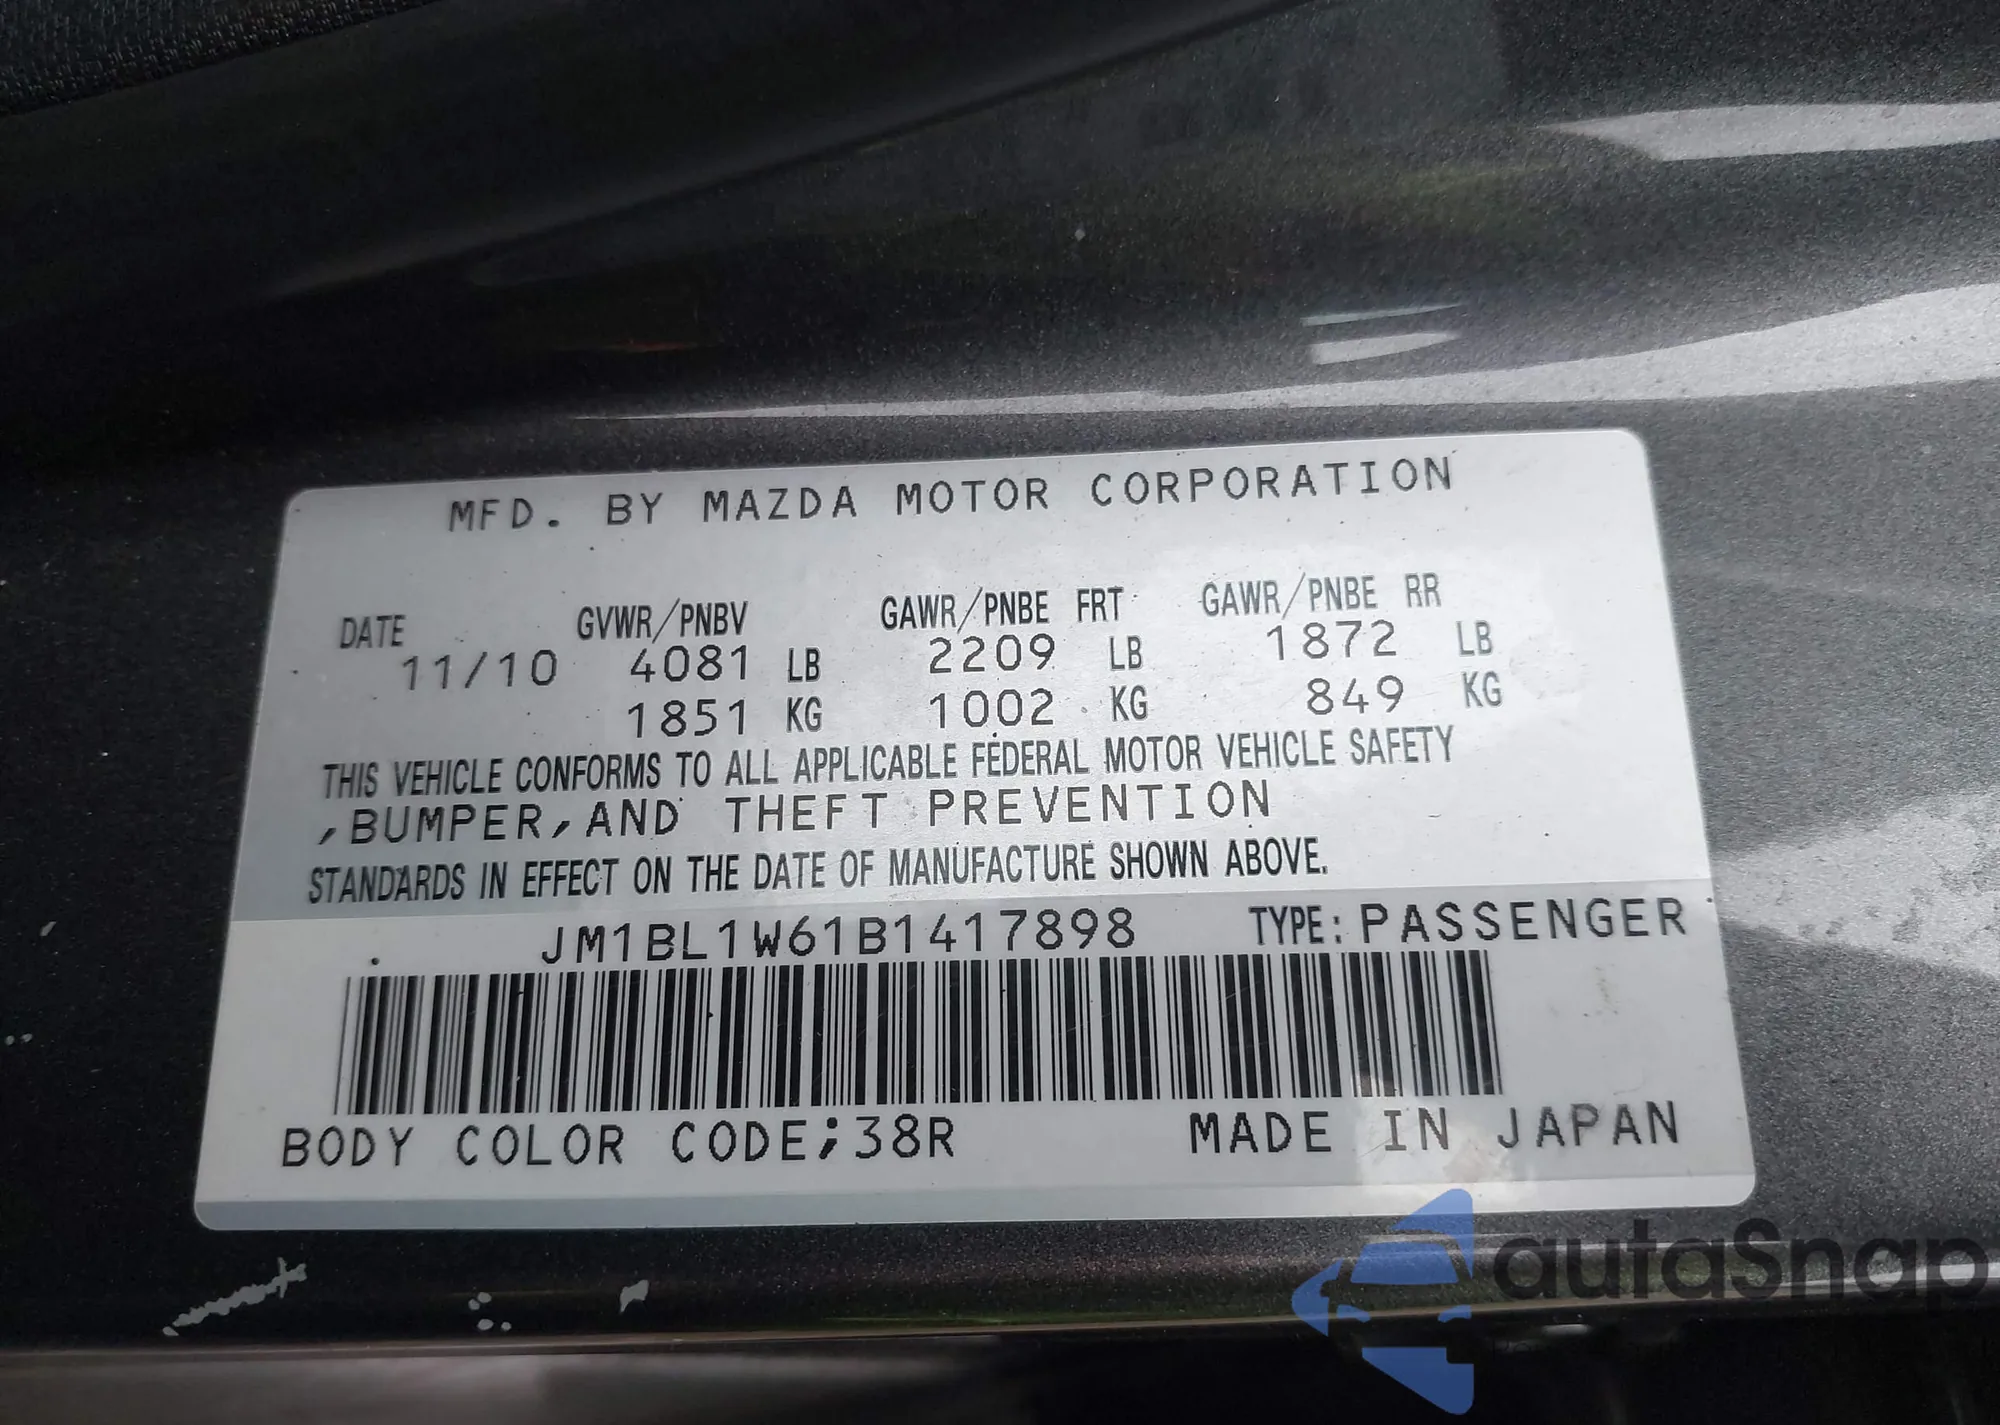 MFD. BY MAZDA MOTOR CORPORATION
DATE GVWR/PNBV GAWR/PNBE FRT GAWR/PNBE RR
11/10 4081 LB 2209 LB 1872 LB
1851 KG 1002 KG 849 KG
THIS VEHICLE CONFORMS TO ALL APPLICABLE FEDERAL MOTOR VEHICLE SAFETY
,BUMPER,AND THEFT PREVENTION
STANDARDS IN EFFECT ON THE DATE OF MANUFACTURE SHOWN ABOVE.
JM1BL1W61B1417898 TYPE: PASSENGER
BODY COLOR CODE;38R MADE IN JAPAN
autaSnap